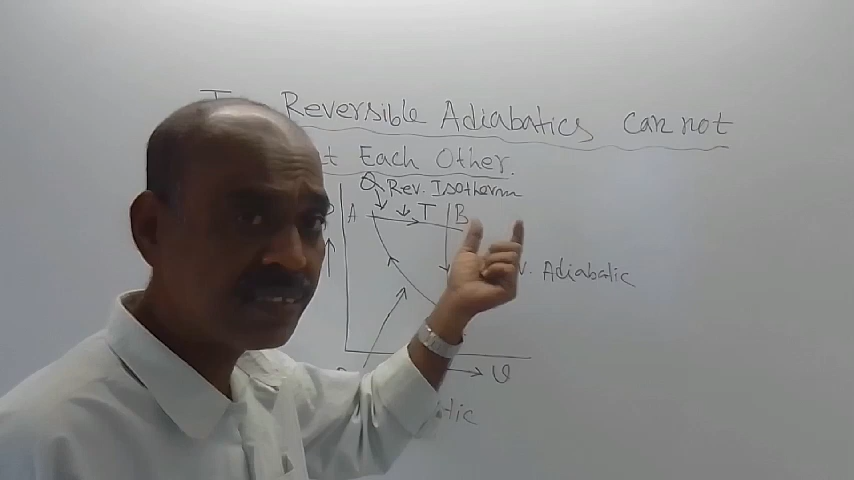 Reversible Adiabatics can not
Each Other.
Q Rev. Isotherm
A T B
Adiabatic
v